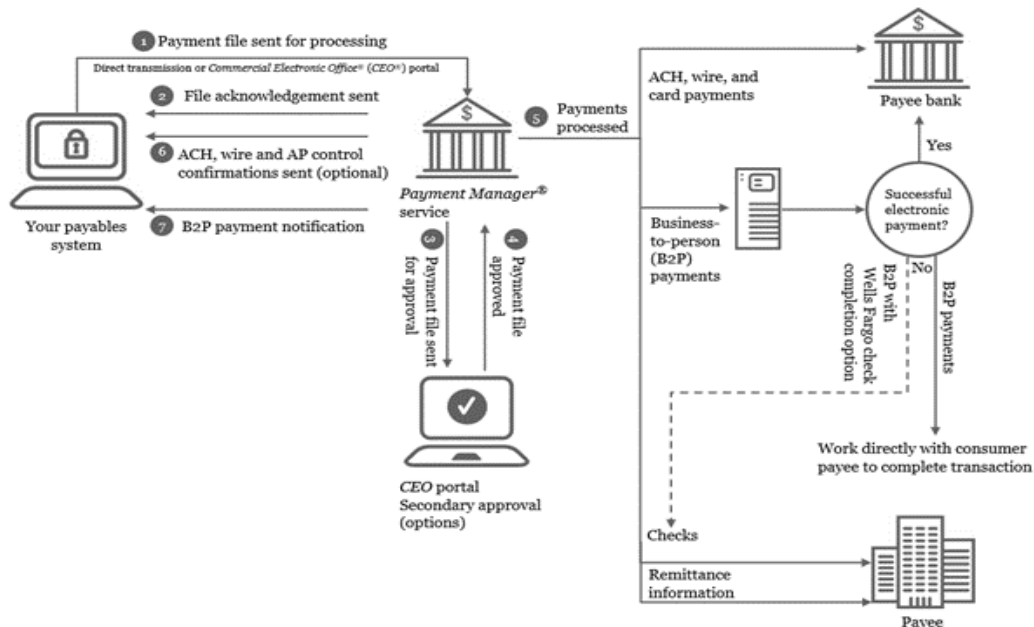 1 Payment file sent for processing
Direct transmission or Commercial Electronic Office® (CEO®) portal
2 File acknowledgement sent
6 ACH, wire and AP control
confirmations sent (optional)
7 B2P payment notification
Your payables
system
$
Payment Manager®
service
3 Payment file sent
for approval
4 Payment file
approved
CEO portal
Secondary approval
(options)
5 Payments
processed
ACH, wire, and
card payments
$
Payee bank
Yes
Business-
to-person
(B2P)
payments
Successful
electronic
payment?
No
B2P with
Wells Fargo check
completion option
B2P payments
Work directly with consumer
payee to complete transaction
Checks
Remittance
information
Payee